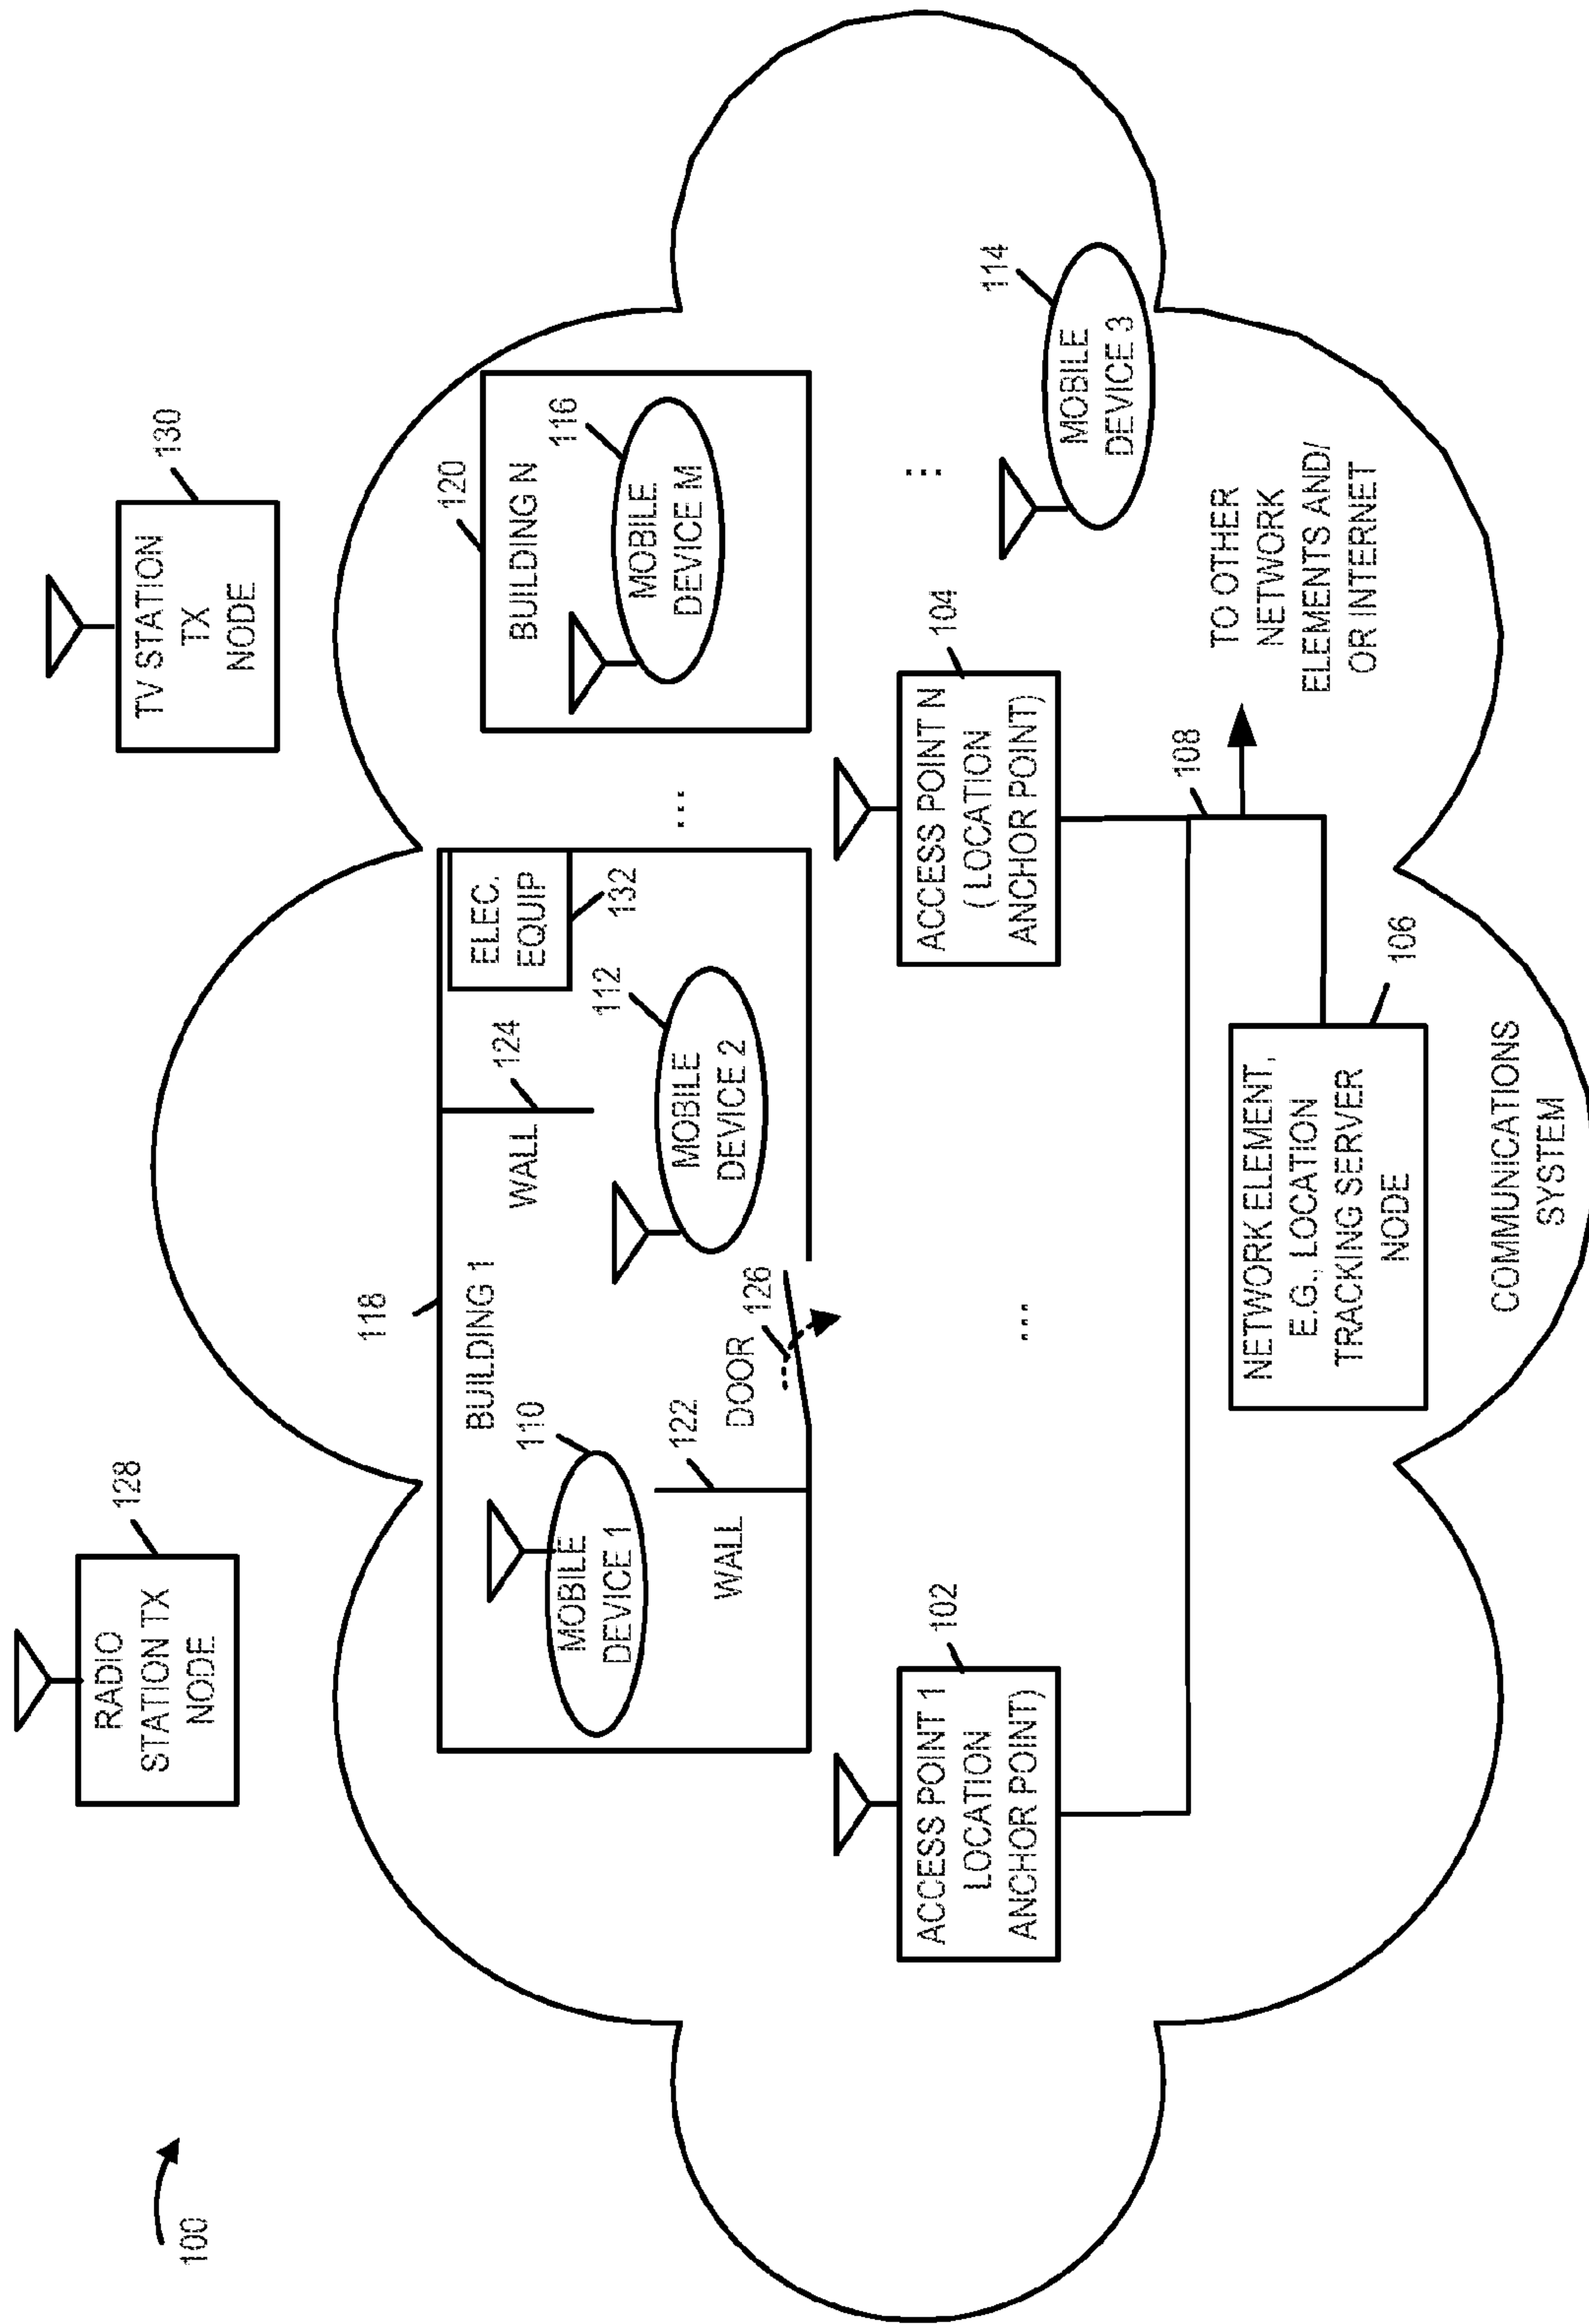 100
RADIO
STATION TX
NODE
128
TV STATION
TX
NODE
130
118
BUILDING 1
110
MOBILE
DEVICE 1
122
WALL
DOOR
126
WALL
124
MOBILE
DEVICE 2
112
ELEC.
EQUIP
132
...
120
BUILDING N
116
MOBILE
DEVICE M
...
ACCESS POINT 1
LOCATION
ANCHOR POINT)
102
...
ACCESS POINT N
( LOCATION
ANCHOR POINT)
104
114
MOBILE
DEVICE 3
108
TO OTHER
NETWORK
ELEMENTS AND/
OR INTERNET
NETWORK ELEMENT,
E.G., LOCATION
TRACKING SERVER
NODE
106
COMMUNICATIONS
SYSTEM